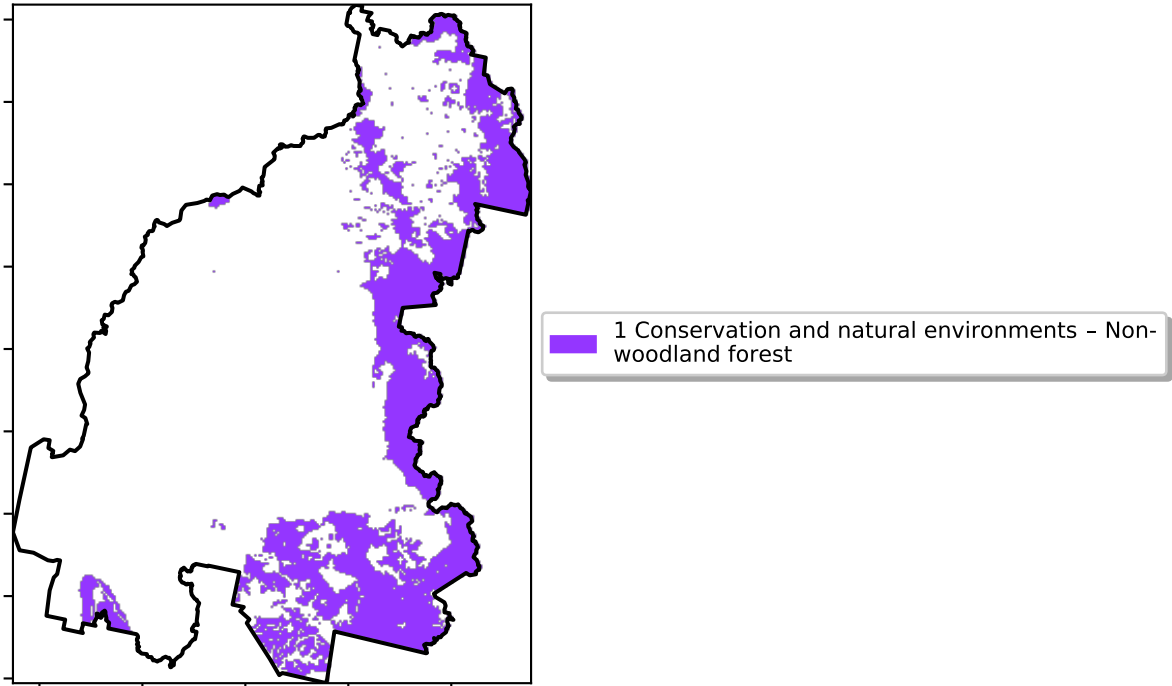 1 Conservation and natural environments – Non-
woodland forest